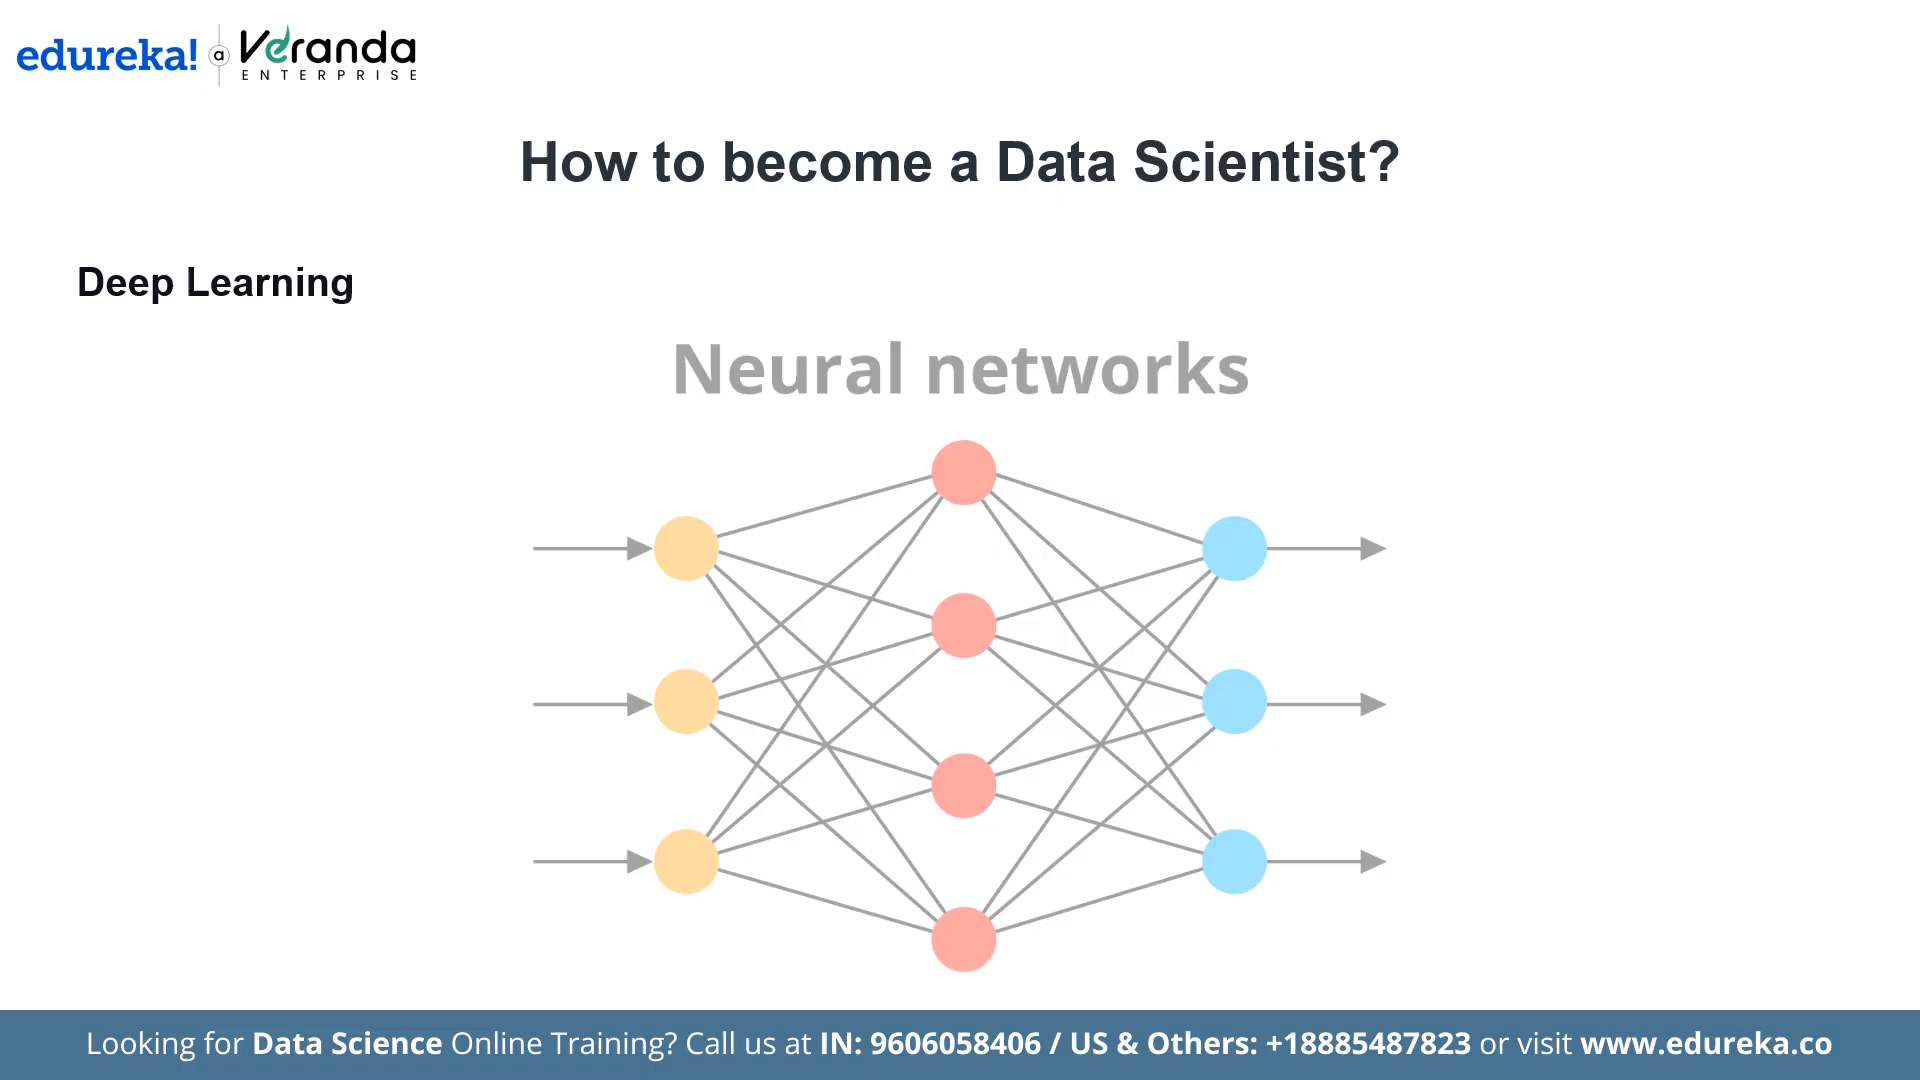 edureka! a Veranda
ENTERPRISE
How to become a Data Scientist?
Deep Learning
Neural networks
Looking for Data Science Online Training? Call us at IN: 9606058406 / US & Others: +18885487823 or visit www.edureka.co